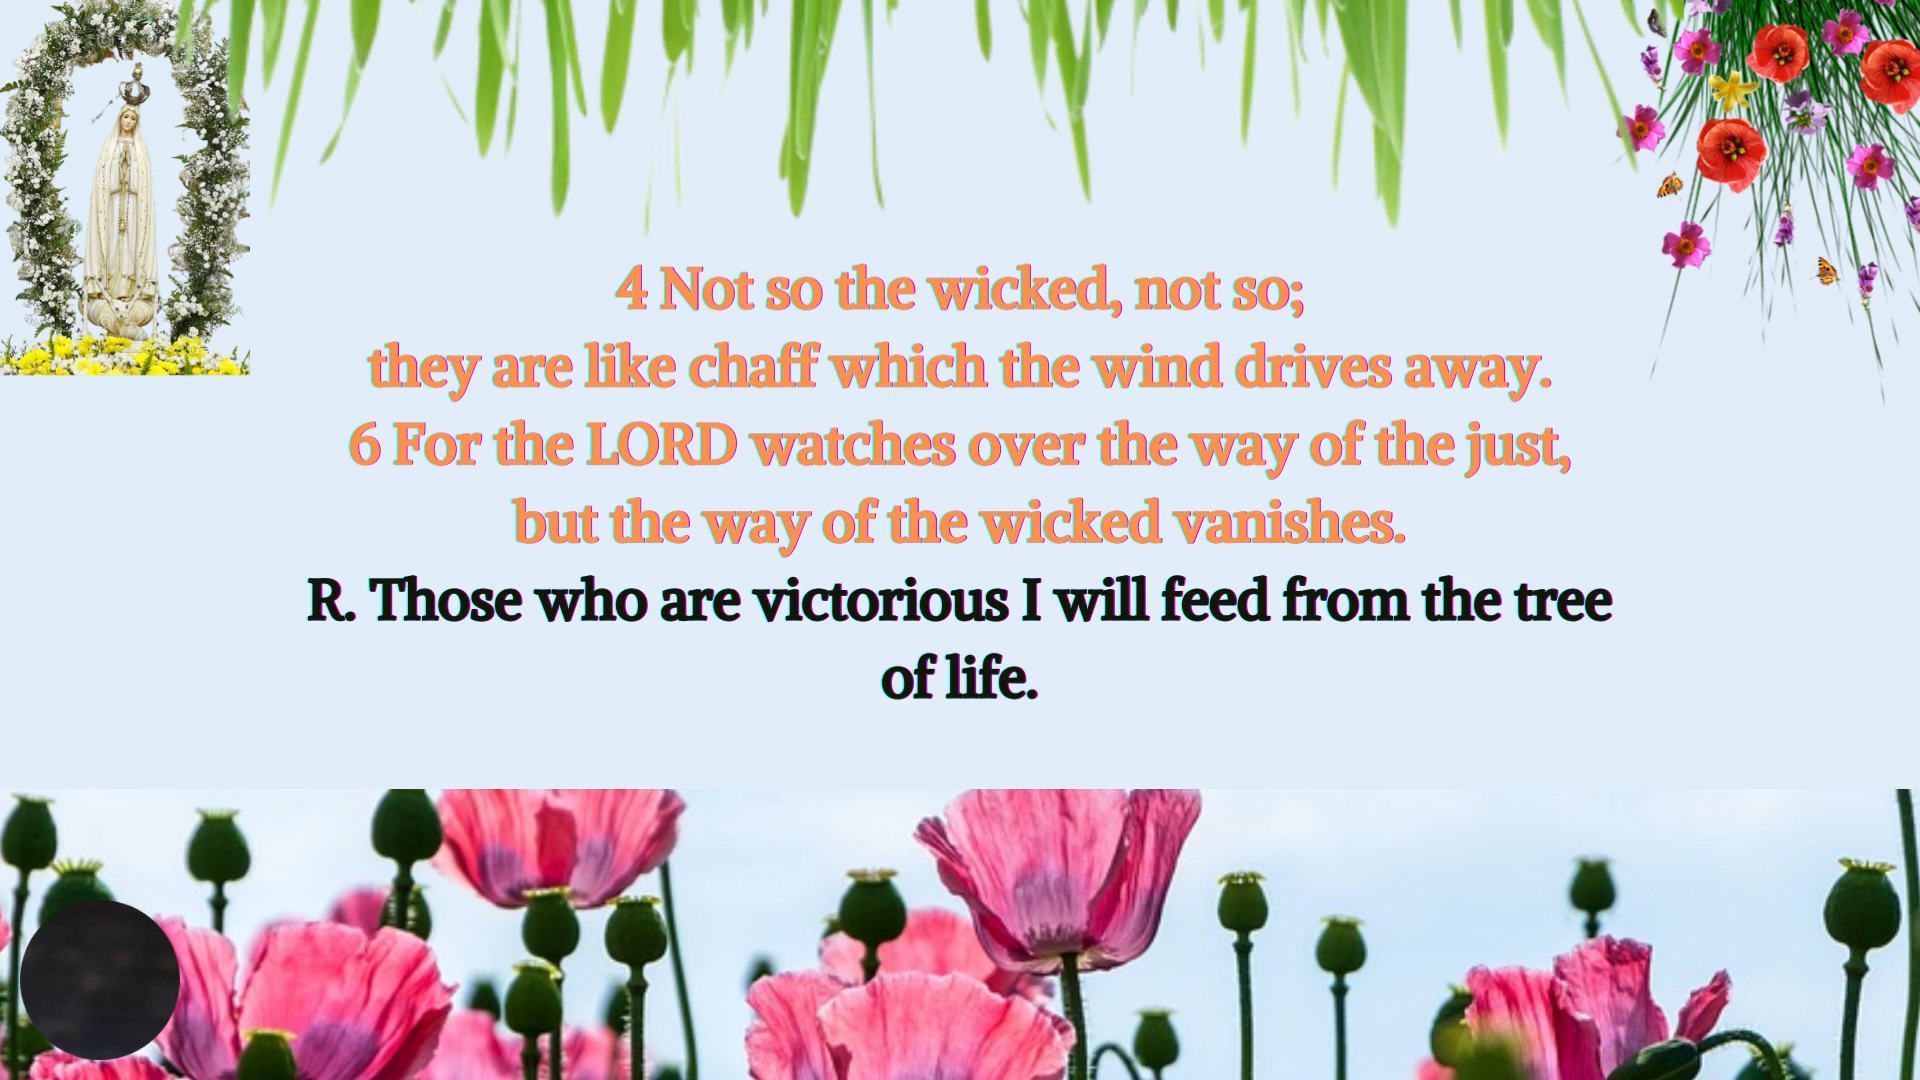 4 Not so the wicked, not so;
they are like chaff which the wind drives away.
6 For the LORD watches over the way of the just,
but the way of the wicked vanishes.
R. Those who are victorious I will feed from the tree
of life.